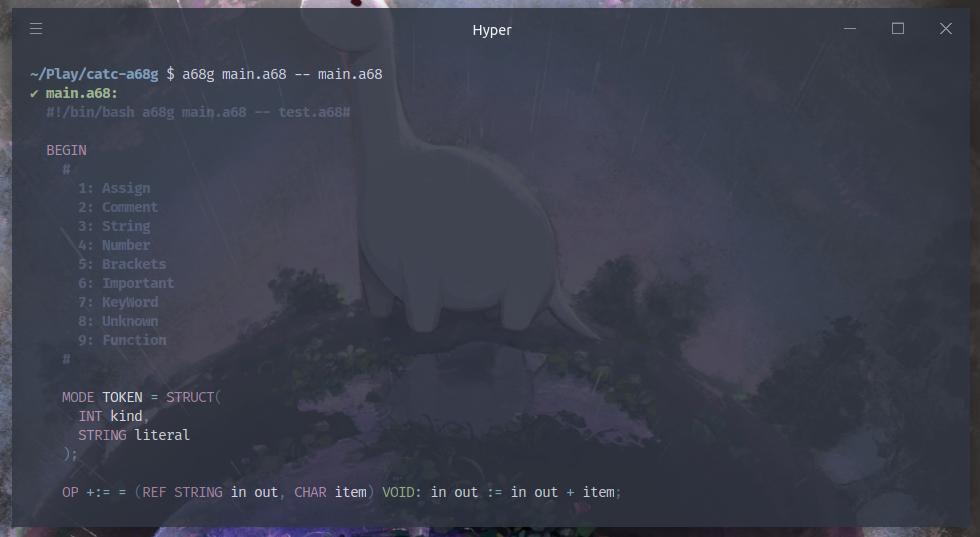 Hyper
~/Play/catc-a68g $ a68g main.a68 -- main.a68
✔ main.a68:
#!/bin/bash a68g main.a68 -- test.a68#
BEGIN
#
1: Assign
2: Comment
3: String
4: Number
5: Brackets
6: Important
7: KeyWord
8: Unknown
9: Function
#
MODE TOKEN = STRUCT(
INT kind,
STRING literal
);
OP +:= = (REF STRING in out, CHAR item) VOID: in out := in out + item;